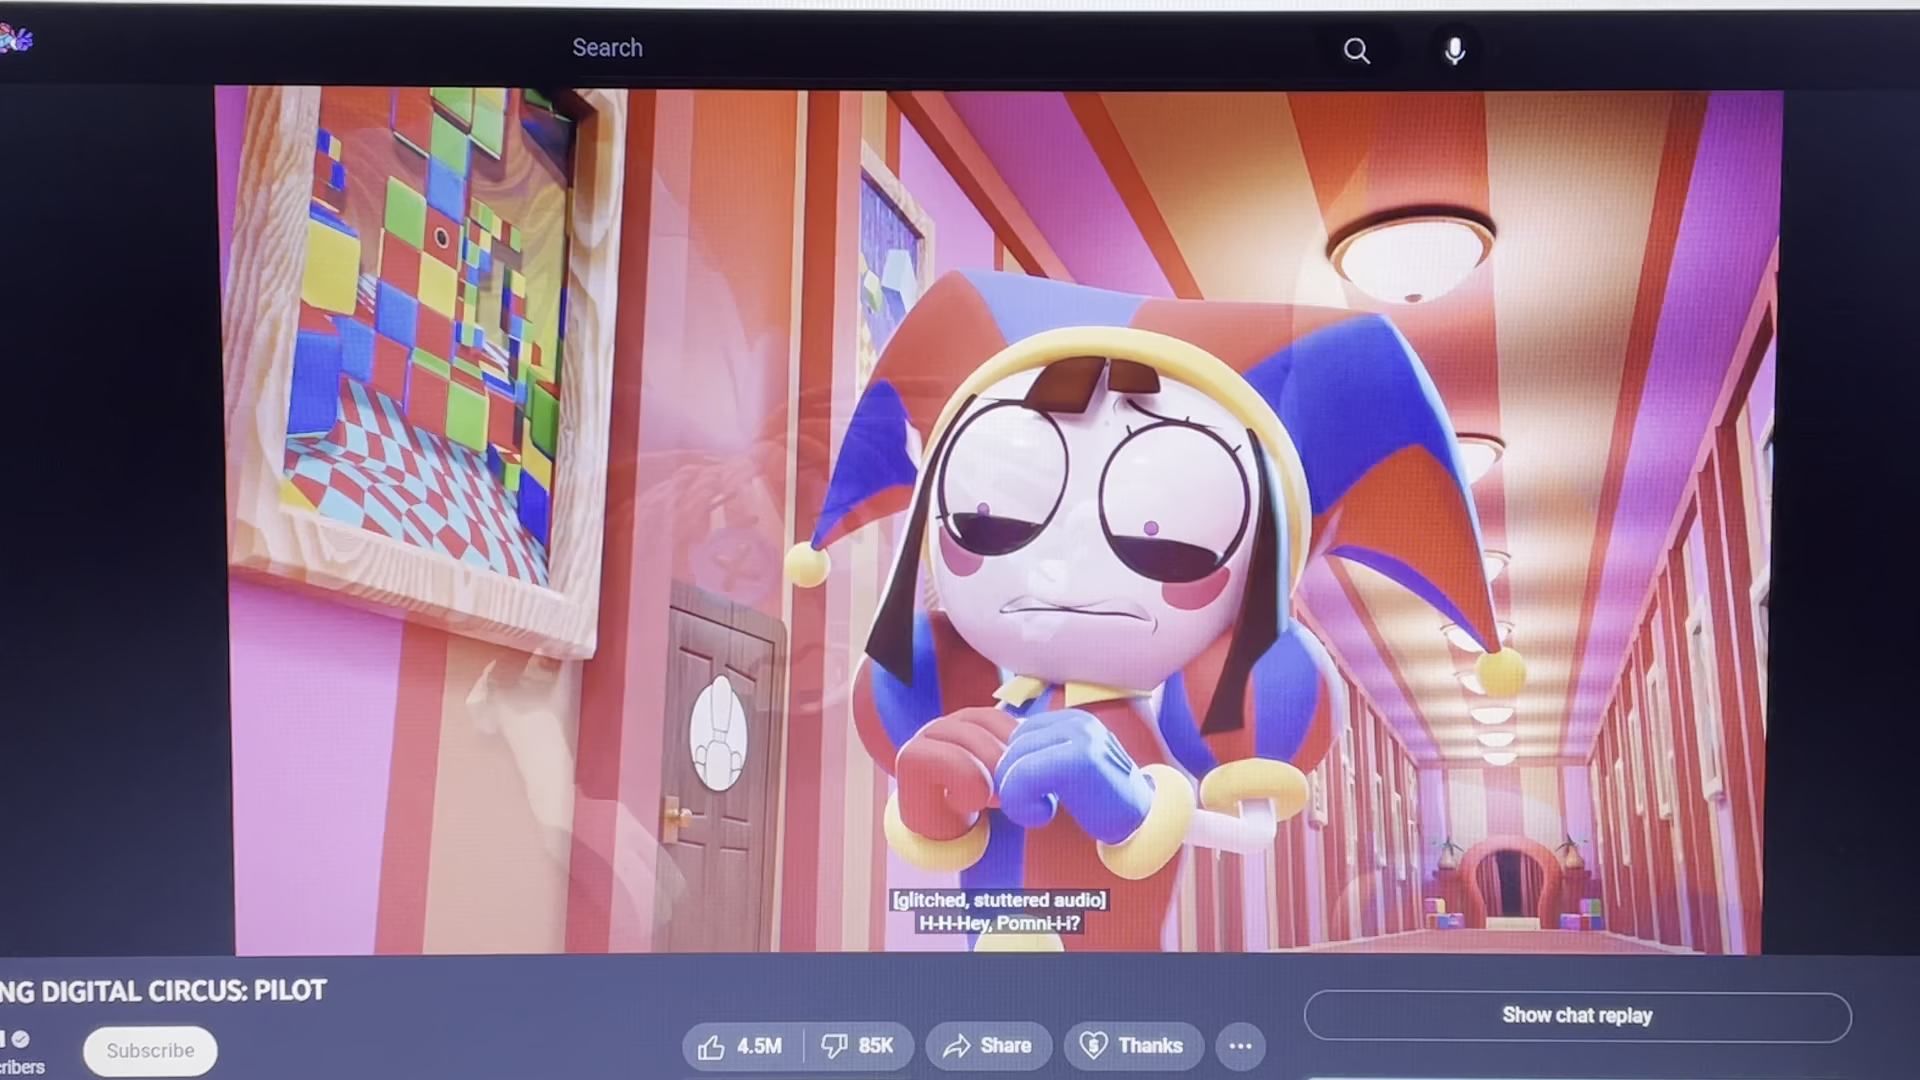 Search
[glitched, stuttered audio]
H-H-Hey, Pomni-i-i?
NG DIGITAL CIRCUS: PILOT
Show chat replay
Subscribe
4.5M
85K
Share
Thanks
cribers